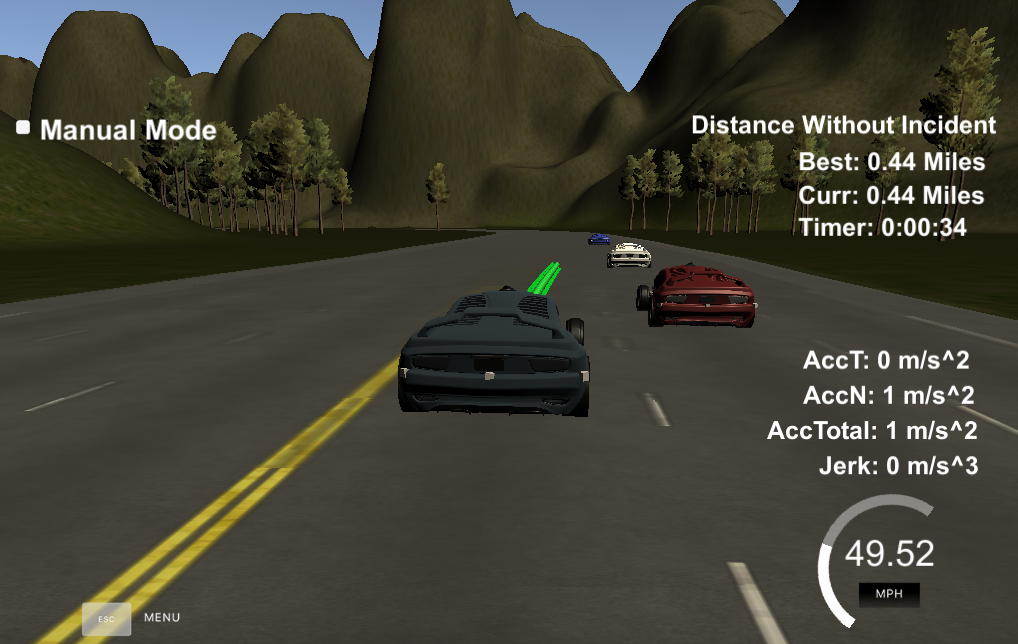 Manual Mode
Distance Without Incident
Best: 0.44 Miles
Curr: 0.44 Miles
Timer: 0:00:34
AccT: 0 m/s^2
AccN: 1 m/s^2
AccTotal: 1 m/s^2
Jerk: 0 m/s^3
49.52
MPH
ESC MENU